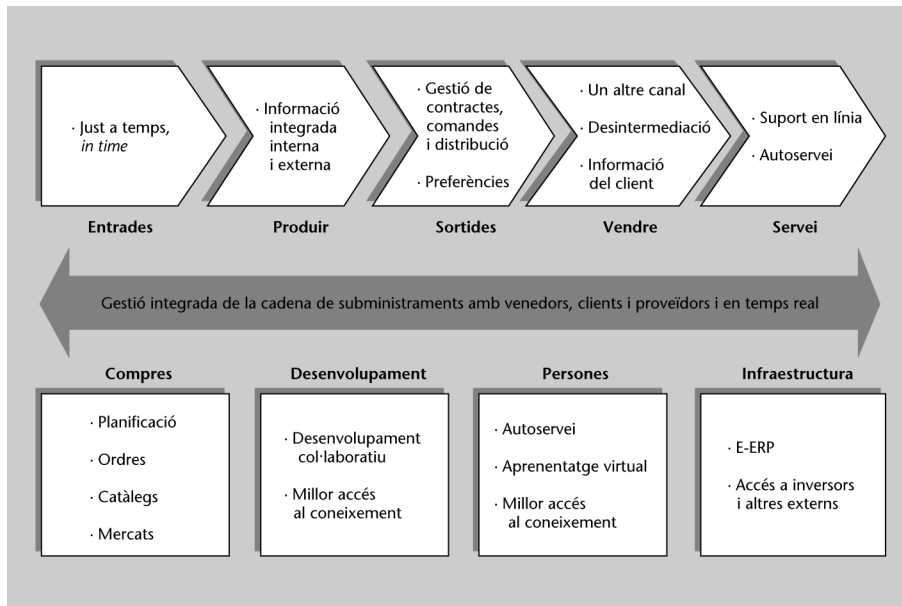 · Just a temps,
in time
· Informació
integrada
interna
i externa
· Gestió de
contractes,
comandes
i distribució
· Preferències
· Un altre canal
· Desintermediació
· Informació
del client
· Suport en línia
· Autoservei
Entrades
Produir
Sortides
Vendre
Servei
Gestió integrada de la cadena de subministraments amb venedors, clients i proveïdors i en temps real
Compres
Desenvolupament
Persones
Infraestructura
· Planificació
· Ordres
· Catàlegs
· Mercats
· Desenvolupament
col·laboratiu
· Millor accés
al coneixement
· Autoservei
· Aprenentatge virtual
· Millor accés
al coneixement
· E-ERP
· Accés a inversors
i altres externs